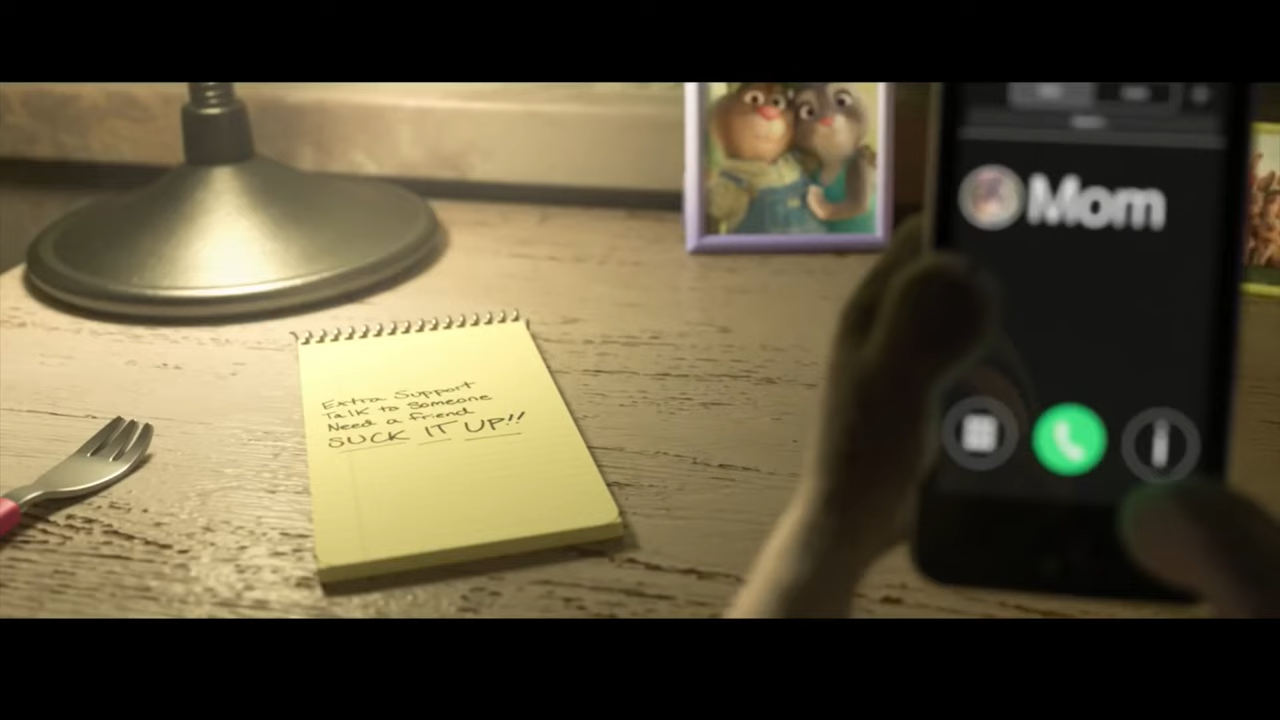 Mom
Extra Support
Talk to Someone
Need a friend
SUCK IT UP!!